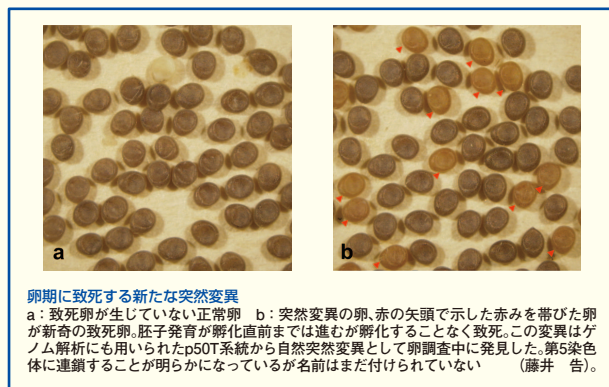 a
b
卵期に致死する新たな突然変異
a：致死卵が生じていない正常卵　b：突然変異の卵、赤の矢頭で示した赤みを帯びた卵
が新奇の致死卵。胚子発育が孵化直前までは進むが孵化することなく致死。この変異はゲ
ノム解析にも用いられたp50T系統から自然突然変異として卵調査中に発見した。第5染色
体に連鎖することが明らかになっているが名前はまだ付けられていない　（藤井　告）。